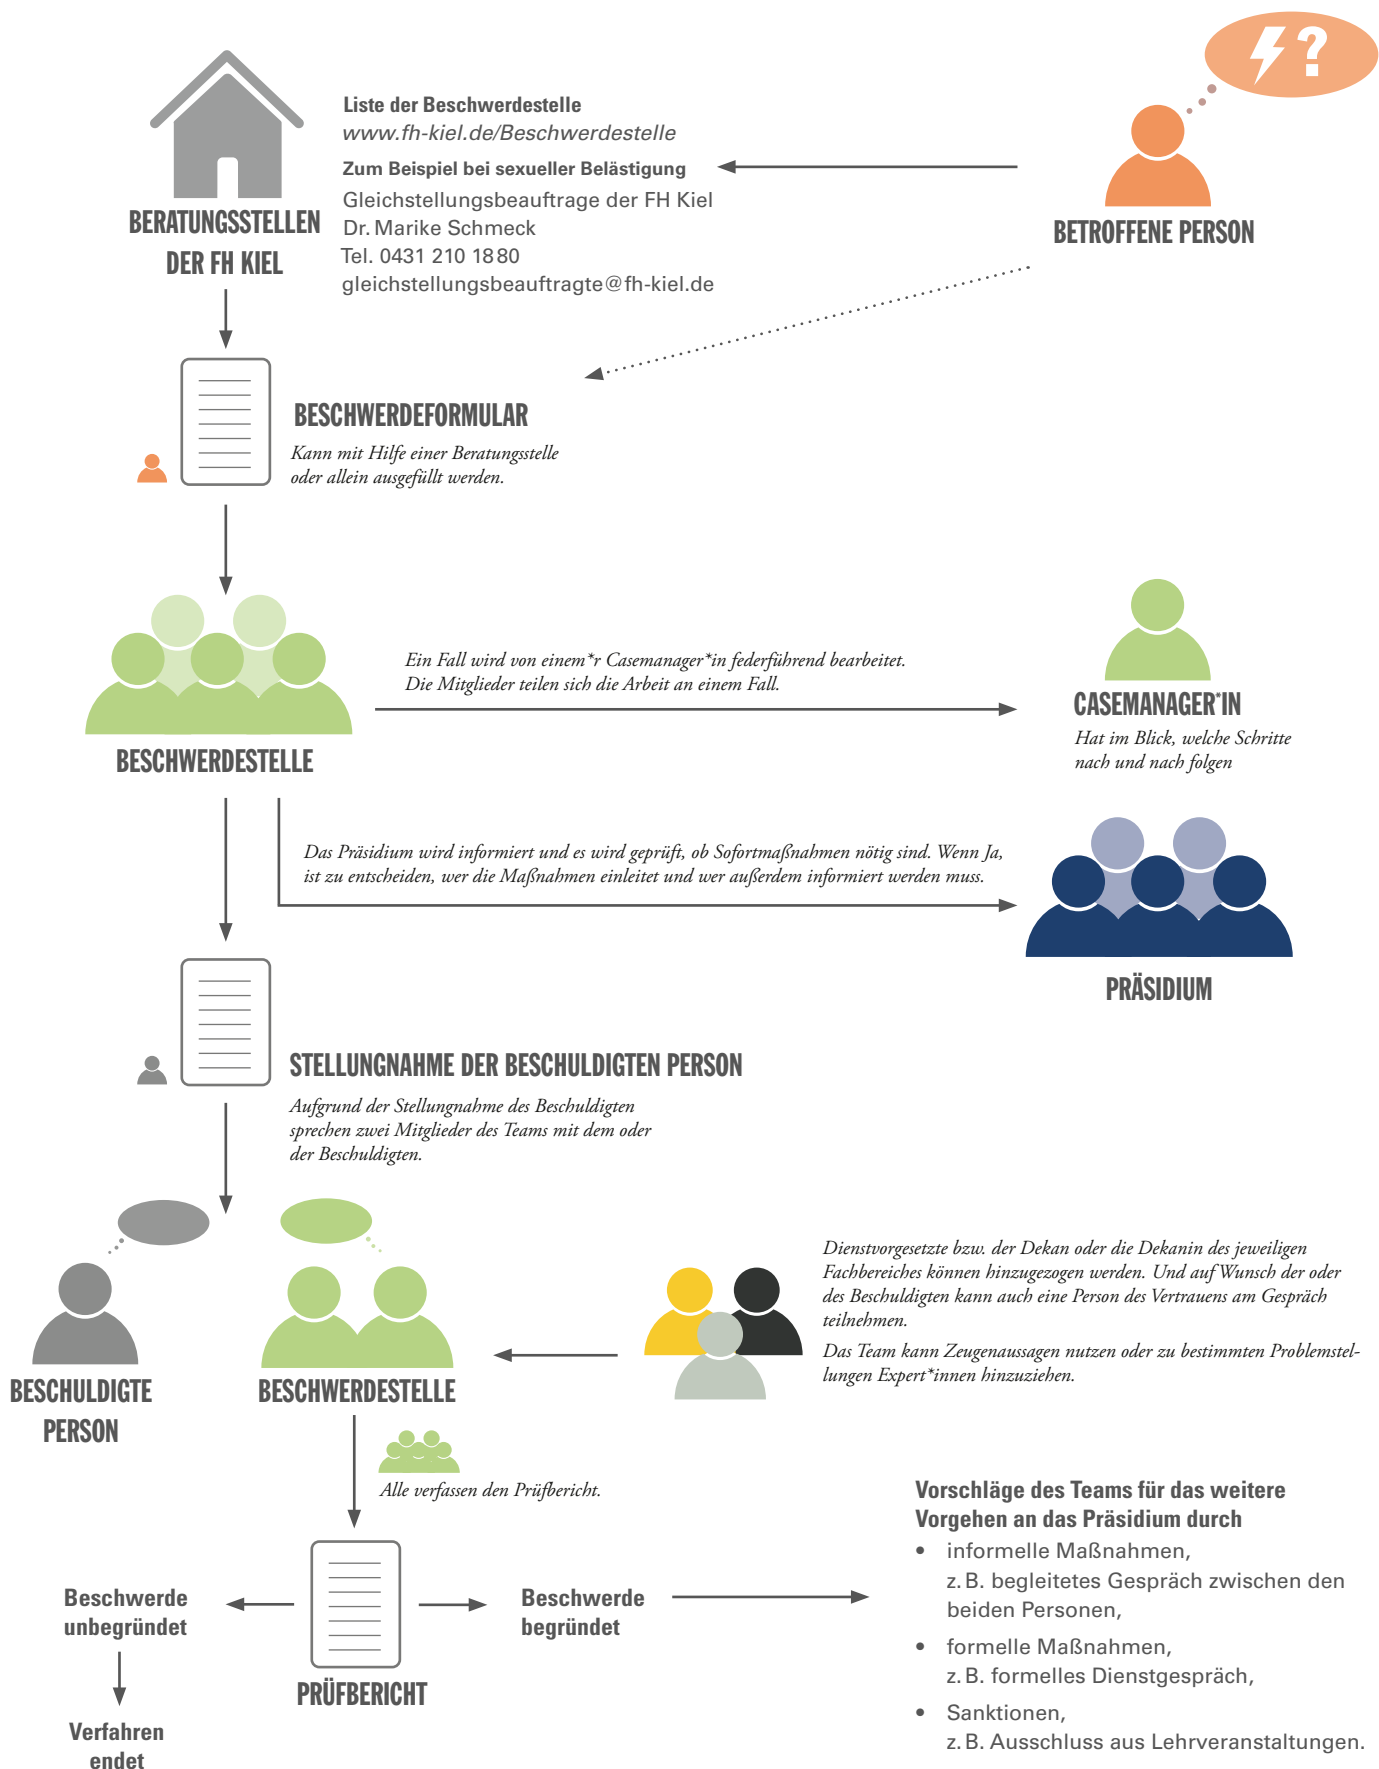 ?
Liste der Beschwerdestelle
www.fh-kiel.de/Beschwerdestelle
Zum Beispiel bei sexueller Belästigung
Gleichstellungsbeauftrage der FH Kiel
Dr. Marike Schmeck
Tel. 0431 210 1880
gleichstellungsbeauftragte@fh-kiel.de
BERATUNGSSTELLEN
DER FH KIEL
BETROFFENE PERSON
BESCHWERDEFORMULAR
Kann mit Hilfe einer Beratungsstelle
oder allein ausgefüllt werden.
Ein Fall wird von einem*r Casemanager*in federführend bearbeitet.
Die Mitglieder teilen sich die Arbeit an einem Fall.
BESCHWERDESTELLE
CASEMANAGER*IN
Hat im Blick, welche Schritte
nach und nach folgen
Das Präsidium wird informiert und es wird geprüft, ob Sofortmaßnahmen nötig sind. Wenn Ja,
ist zu entscheiden, wer die Maßnahmen einleitet und wer außerdem informiert werden muss.
PRÄSIDIUM
STELLUNGNAHME DER BESCHULDIGTEN PERSON
Aufgrund der Stellungnahme des Beschuldigten
sprechen zwei Mitglieder des Teams mit dem oder
der Beschuldigten.
BESCHULDIGTE
PERSON
BESCHWERDESTELLE
Dienstvorgesetzte bzw. der Dekan oder die Dekanin des jeweiligen
Fachbereiches können hinzugezogen werden. Und auf Wunsch der oder
des Beschuldigten kann auch eine Person des Vertrauens am Gespräch
teilnehmen.
Das Team kann Zeugenaussagen nutzen oder zu bestimmten Problemstel-
lungen Expert*innen hinzuziehen.
Alle verfassen den Prüfbericht.
Beschwerde
unbegründet
Verfahren
endet
PRÜFBERICHT
Beschwerde
begründet
Vorschläge des Teams für das weitere
Vorgehen an das Präsidium durch
• informelle Maßnahmen,
z. B. begleitetes Gespräch zwischen den
beiden Personen,
• formelle Maßnahmen,
z. B. formelles Dienstgespräch,
• Sanktionen,
z. B. Ausschluss aus Lehrveranstaltungen.